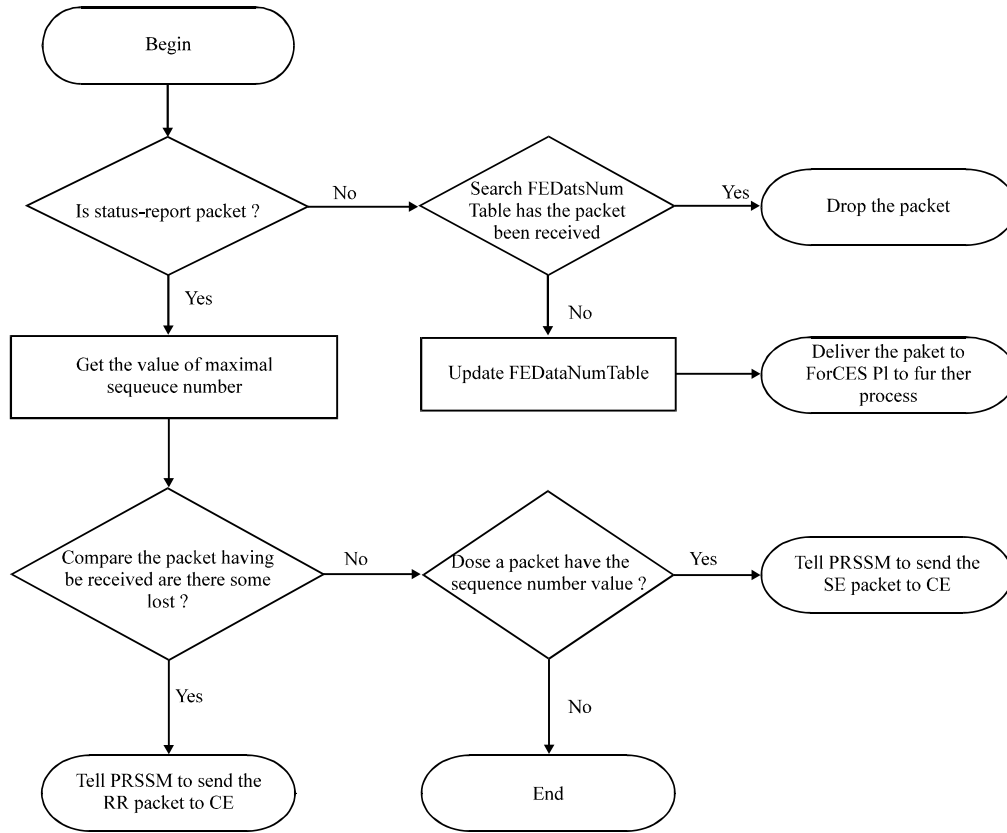 Begin
Is status-report packet ?
No
Search FEDatsNum
Table has the packet
been received
Yes
Drop the packet
Yes
No
Get the value of maximal
sequeuce number
Update FEDataNumTable
Deliver the paket to
ForCES Pl to fur ther
process
Compare the packet having
be received are there some
lost ?
No
Dose a packet have the
sequence number value ?
Yes
Tell PRSSM to send the
SE packet to CE
Yes
No
Tell PRSSM to send the
RR packet to CE
End